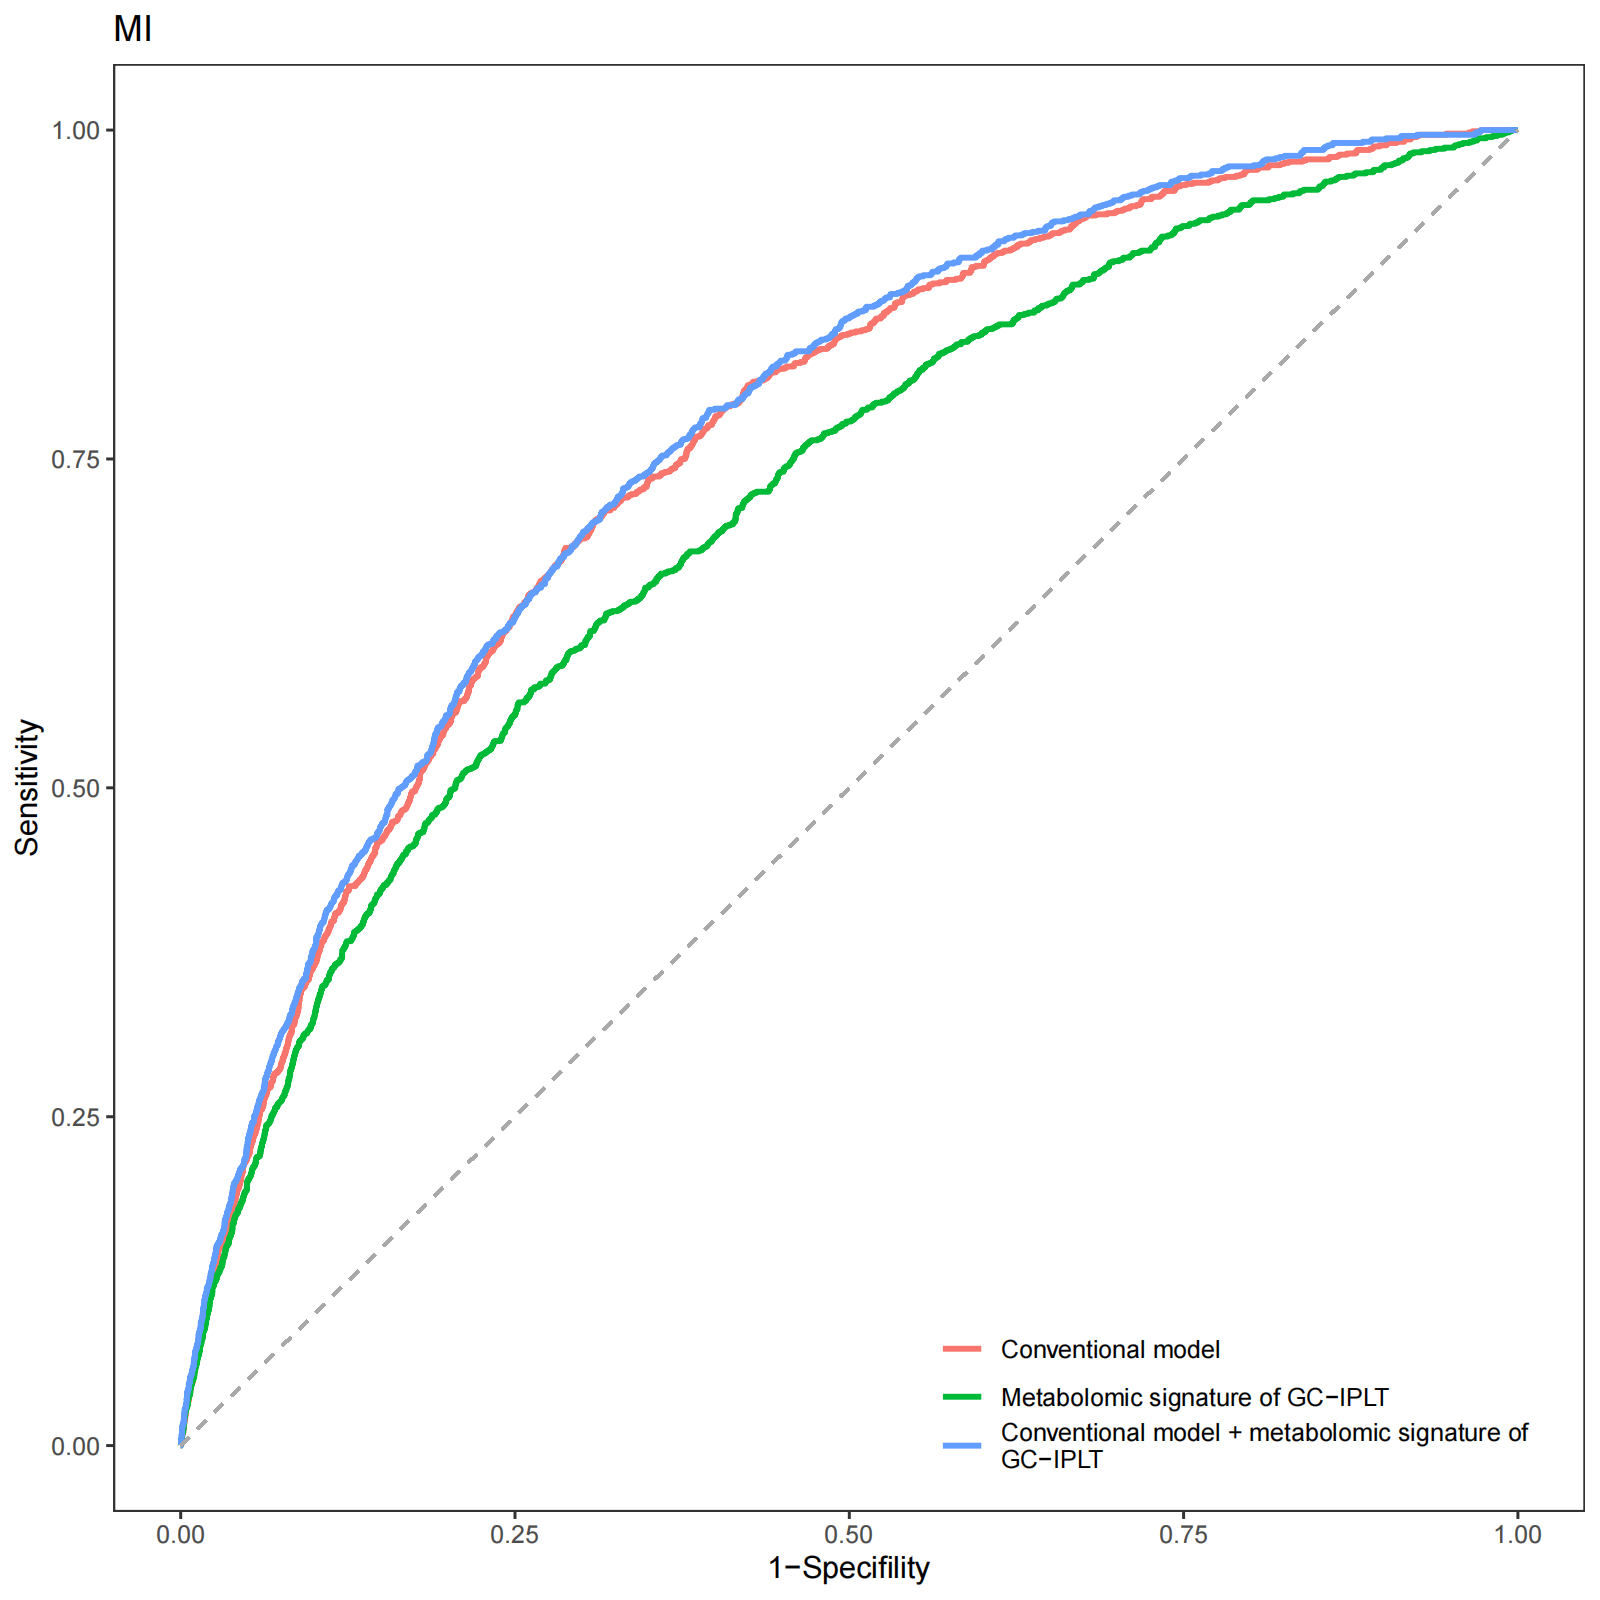 MI
1.00
0.75
0.50
0.25
0.00
Sensitivity
Conventional model
Metabolomic signature of GC−IPLT
Conventional model + metabolomic signature of
GC−IPLT
0.00
0.25
0.50
0.75
1.00
1−Specifility